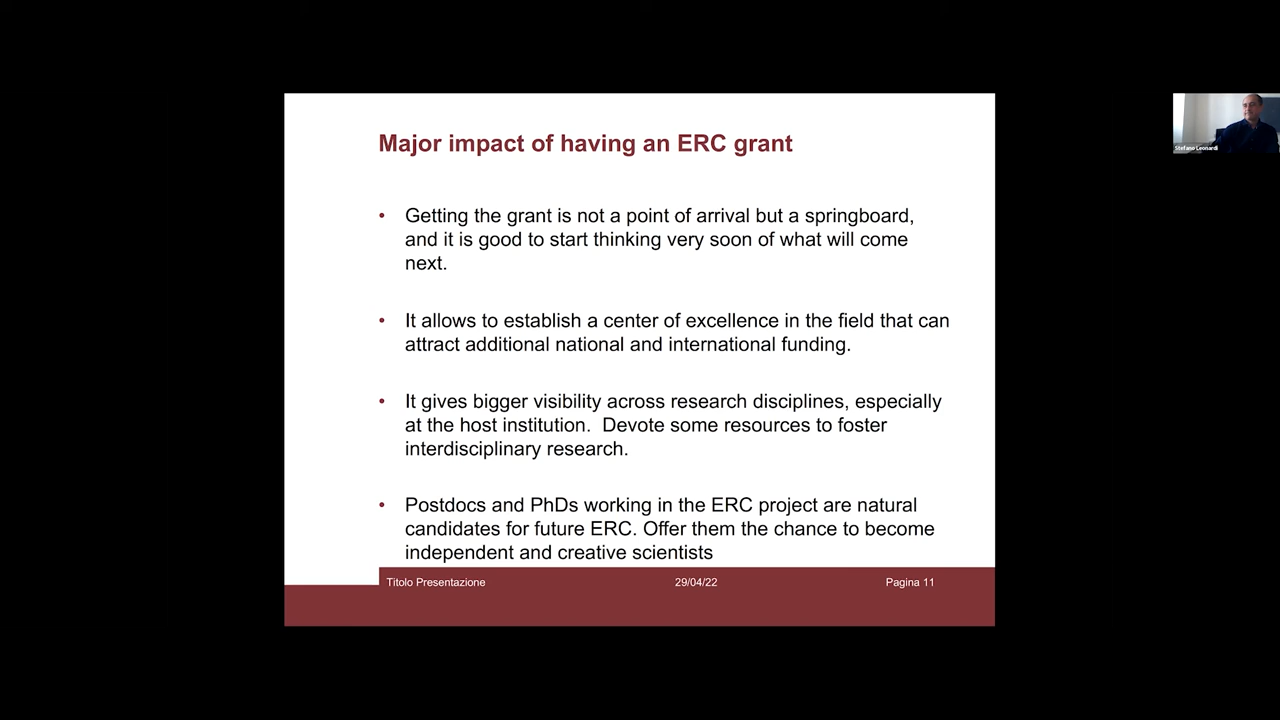 Major impact of having an ERC grant
• Getting the grant is not a point of arrival but a springboard,
and it is good to start thinking very soon of what will come
next.
• It allows to establish a center of excellence in the field that can
attract additional national and international funding.
• It gives bigger visibility across research disciplines, especially
at the host institution.  Devote some resources to foster
interdisciplinary research.
• Postdocs and PhDs working in the ERC project are natural
candidates for future ERC. Offer them the chance to become
independent and creative scientists
Titolo Presentazione 29/04/22 Pagina 11
Stefano Leonardi